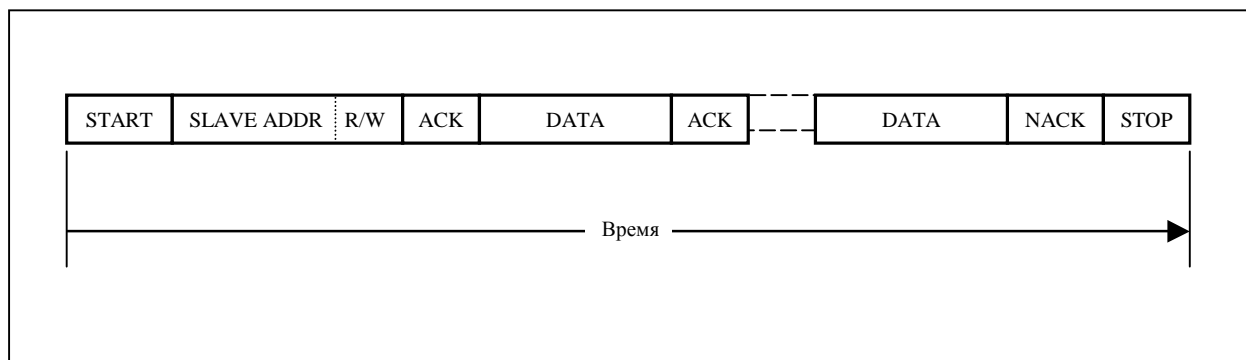 START SLAVE ADDR R/W ACK DATA ACK DATA NACK STOP
Время